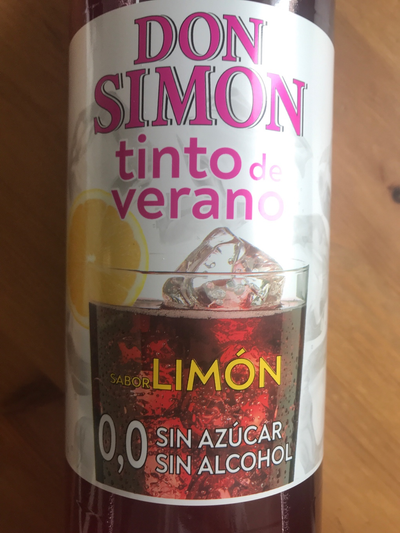 DON
SIMON
tinto de
verano
SABOR LIMÓN
0,0 SIN AZÚCAR
SIN ALCOHOL